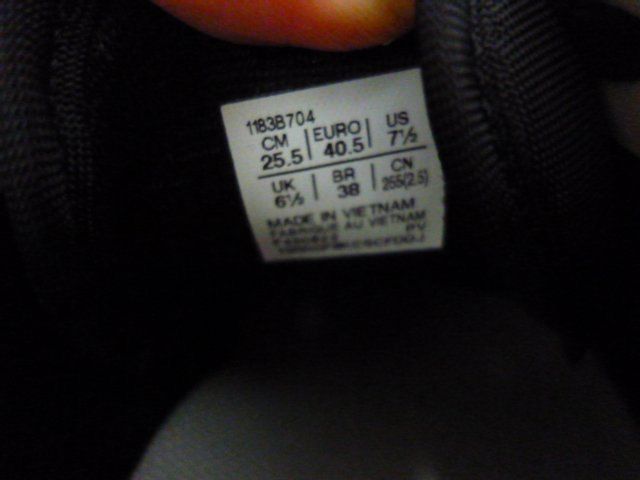 1183B704
CM EURO US
25.5 40.5 7½
UK BR CN
6½ 38 255(2.5)
MADE IN VIETNAM
FABRIQUE AU VIETNAM
PV